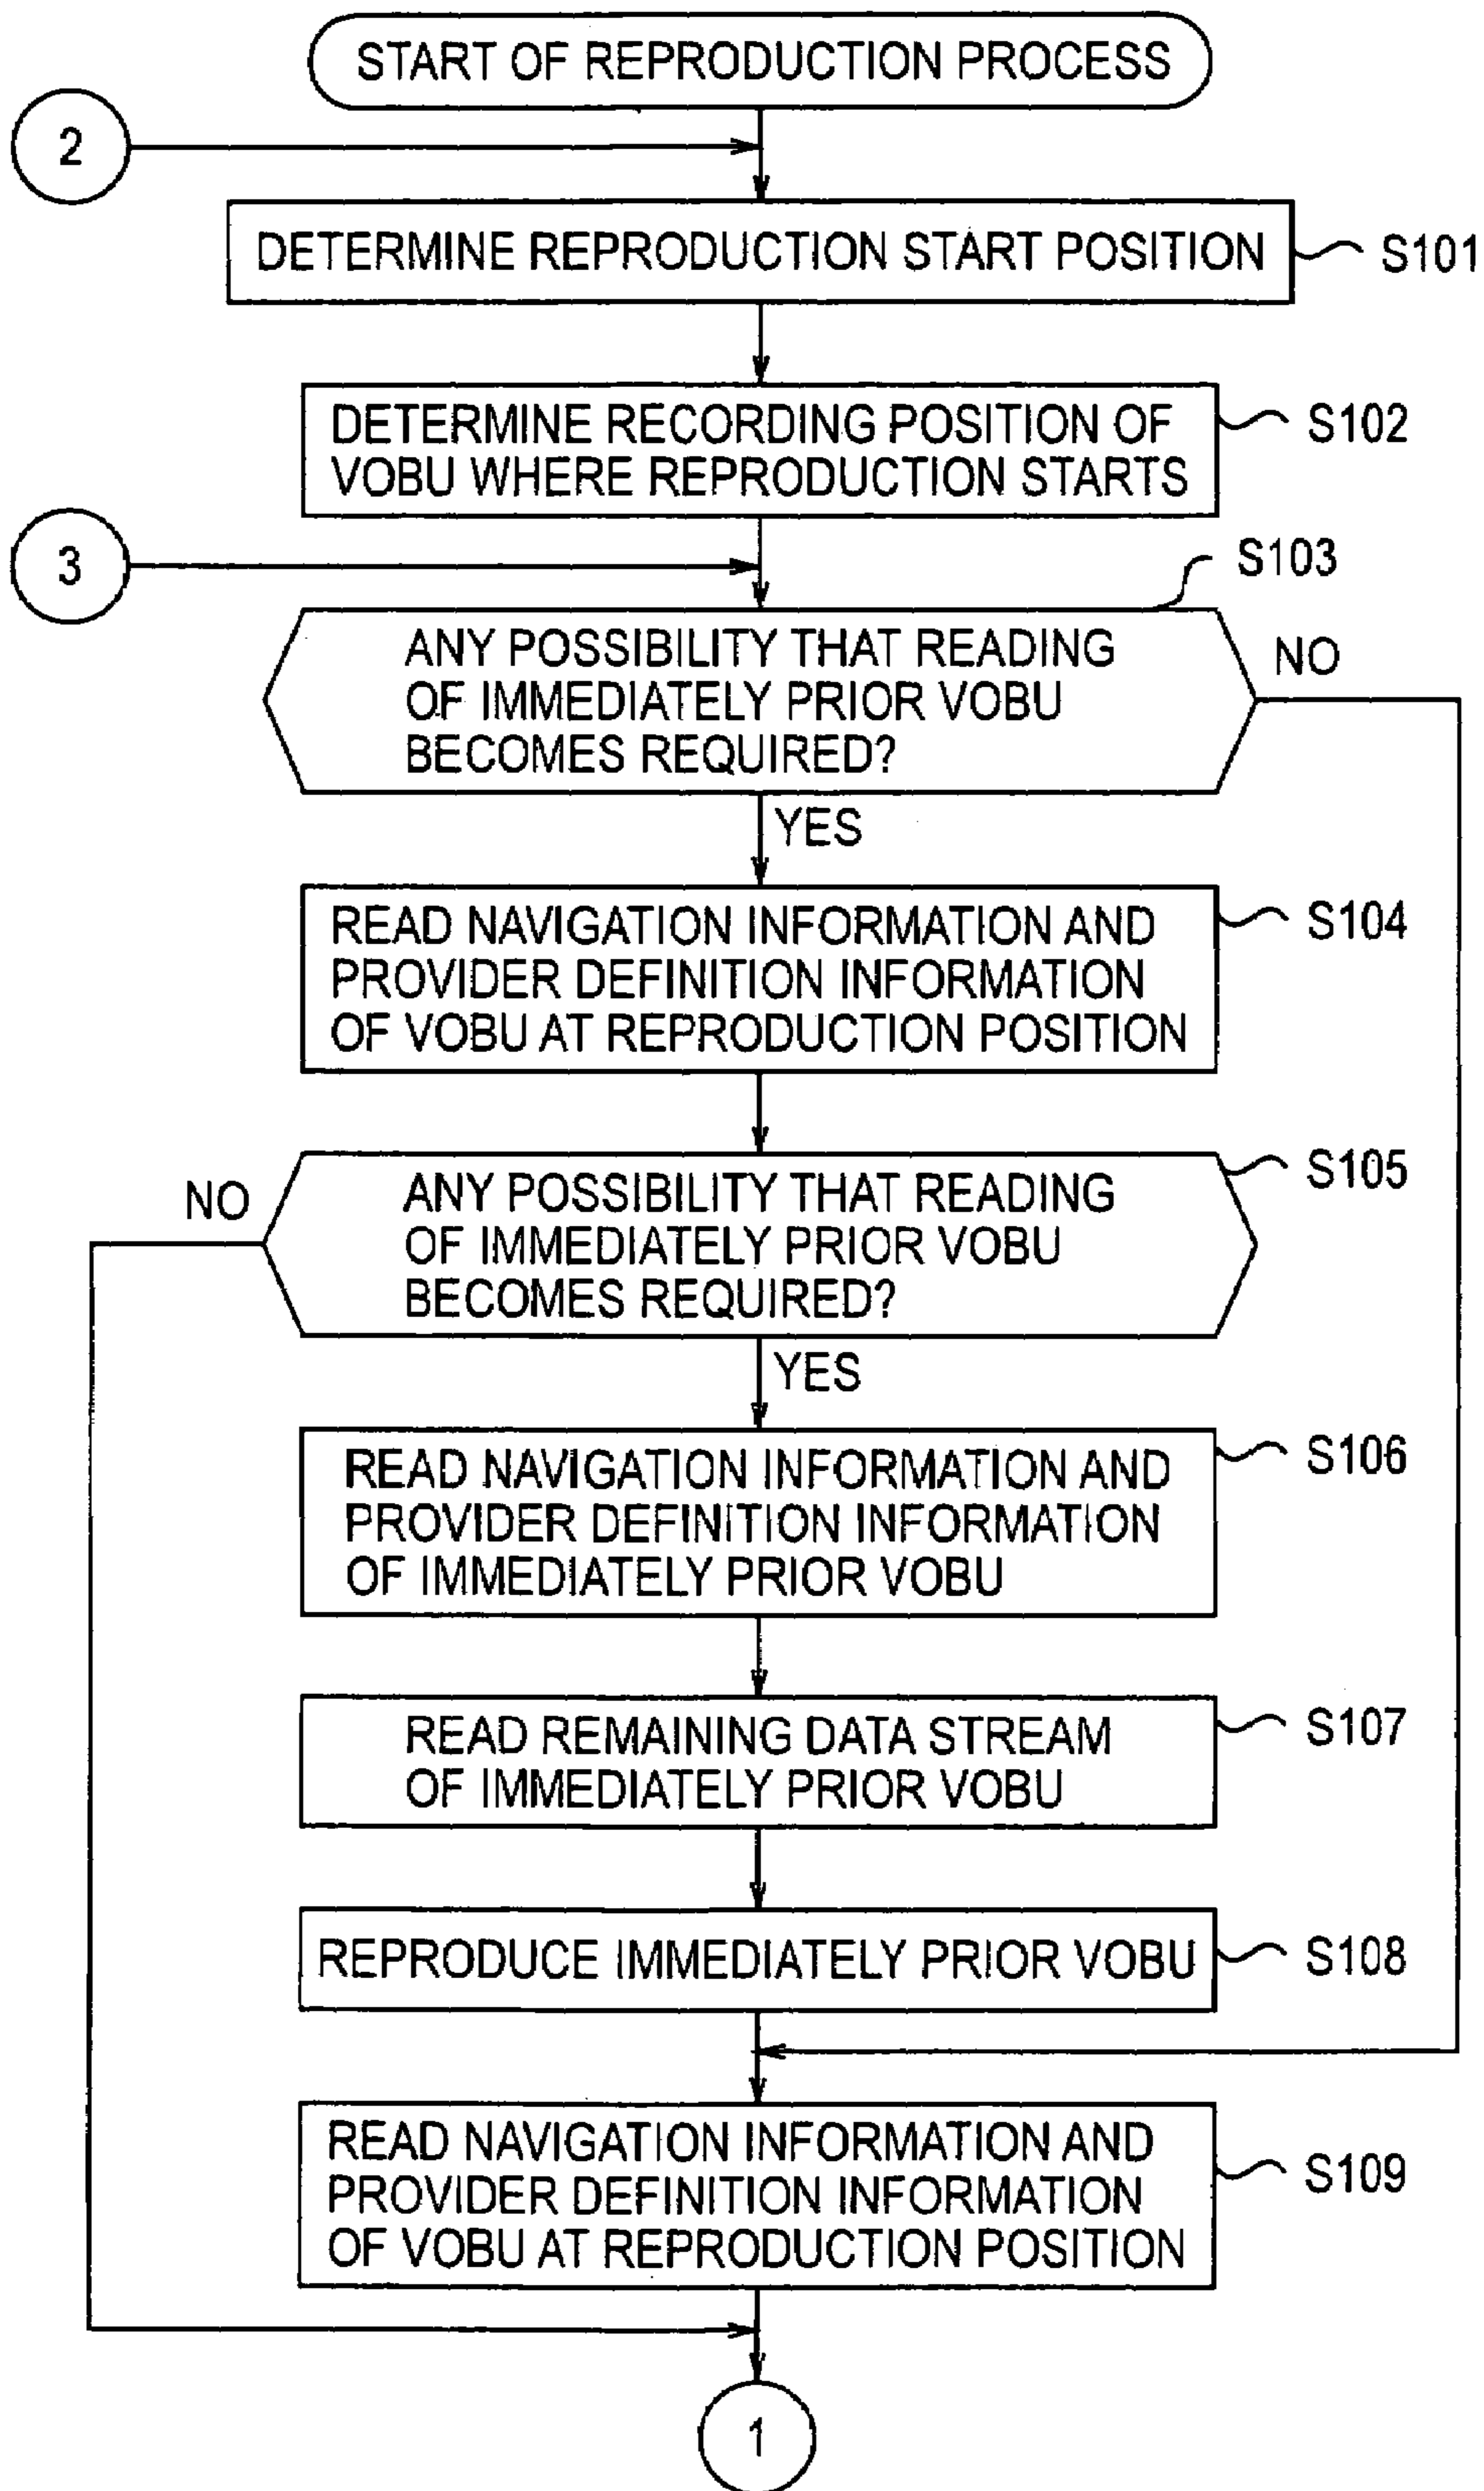 START OF REPRODUCTION PROCESS
2
DETERMINE REPRODUCTION START POSITION
S101
DETERMINE RECORDING POSITION OF
VOBU WHERE REPRODUCTION STARTS
S102
3
S103
ANY POSSIBILITY THAT READING
OF IMMEDIATELY PRIOR VOBU
BECOMES REQUIRED?
NO
YES
READ NAVIGATION INFORMATION AND
PROVIDER DEFINITION INFORMATION
OF VOBU AT REPRODUCTION POSITION
S104
NO
ANY POSSIBILITY THAT READING
OF IMMEDIATELY PRIOR VOBU
BECOMES REQUIRED?
S105
YES
READ NAVIGATION INFORMATION AND
PROVIDER DEFINITION INFORMATION
OF IMMEDIATELY PRIOR VOBU
S106
READ REMAINING DATA STREAM
OF IMMEDIATELY PRIOR VOBU
S107
REPRODUCE IMMEDIATELY PRIOR VOBU
S108
READ NAVIGATION INFORMATION AND
PROVIDER DEFINITION INFORMATION
OF VOBU AT REPRODUCTION POSITION
S109
1